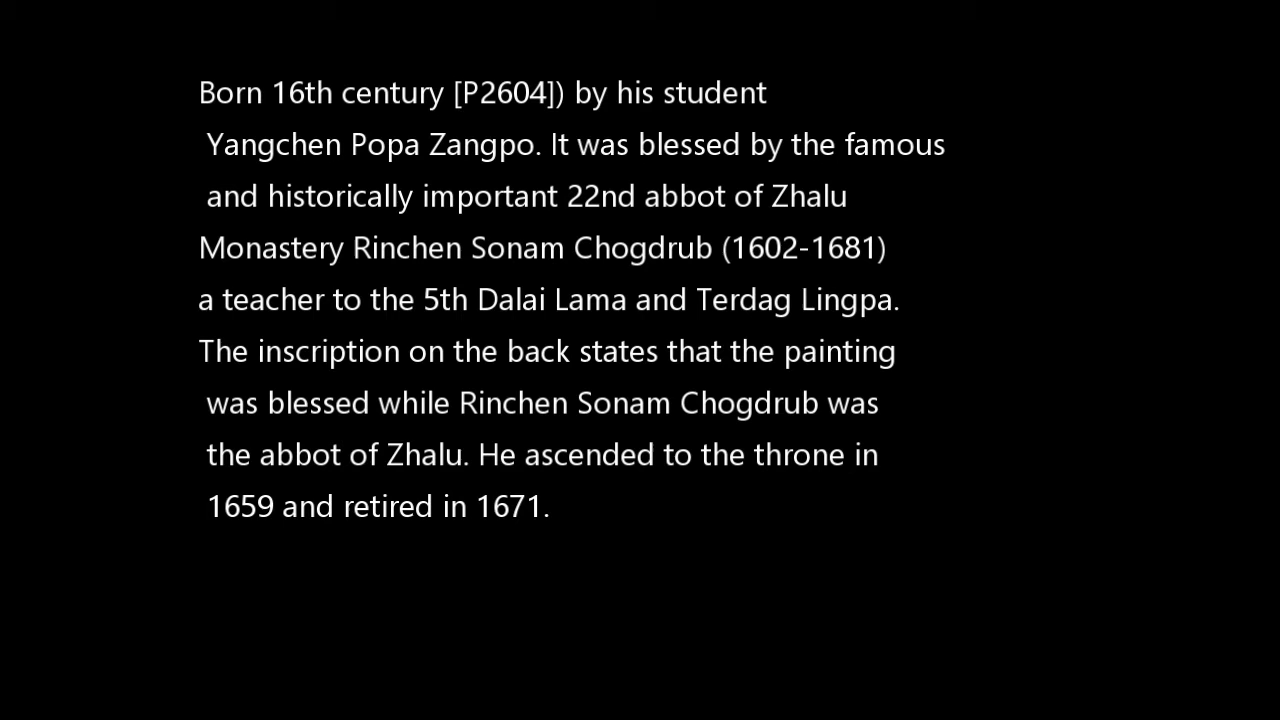 Born 16th century [P2604]) by his student
Yangchen Popa Zangpo. It was blessed by the famous
and historically important 22nd abbot of Zhalu
Monastery Rinchen Sonam Chogdrub (1602-1681)
a teacher to the 5th Dalai Lama and Terdag Lingpa.
The inscription on the back states that the painting
was blessed while Rinchen Sonam Chogdrub was
the abbot of Zhalu. He ascended to the throne in
1659 and retired in 1671.